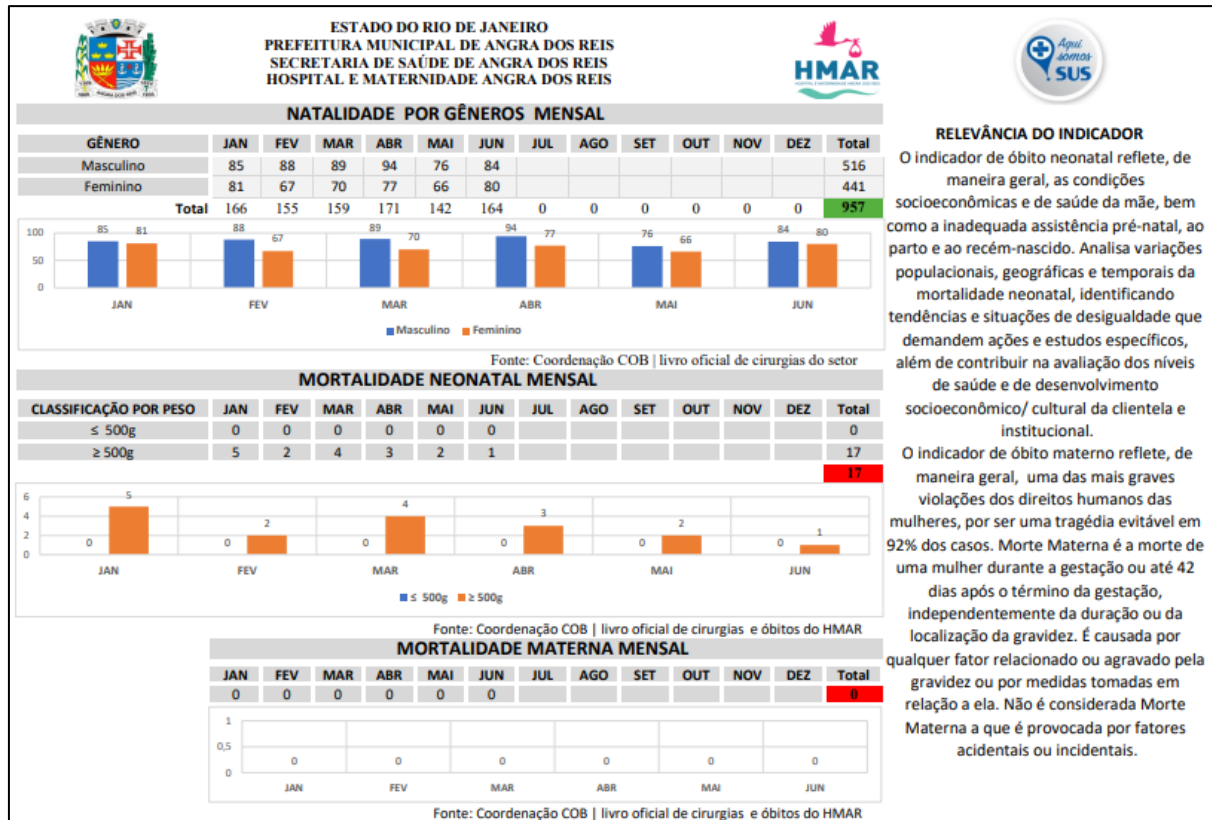 ESTADO DO RIO DE JANEIRO
PREFEITURA MUNICIPAL DE ANGRA DOS REIS
SECRETARIA DE SAÚDE DE ANGRA DOS REIS
HOSPITAL E MATERNIDADE ANGRA DOS REIS
ANGRA DOS REIS
HMAR
HOSPITAL E MATERNIDADE ANGRA DOS REIS
Aqui
somos
SUS
NATALIDADE POR GÊNEROS MENSAL
GÊNERO JAN FEV MAR ABR MAI JUN JUL AGO SET OUT NOV DEZ Total
Masculino 85 88 89 94 76 84 516
Feminino 81 67 70 77 66 80 441
Total 166 155 159 171 142 164 0 0 0 0 0 0 957
100
50
0
85 81 88 67 89 70 94 77 76 66 84 80
JAN FEV MAR ABR MAI JUN
Masculino Feminino
Fonte: Coordenação COB | livro oficial de cirurgias do setor
MORTALIDADE NEONATAL MENSAL
CLASSIFICAÇÃO POR PESO JAN FEV MAR ABR MAI JUN JUL AGO SET OUT NOV DEZ Total
≤ 500g 0 0 0 0 0 0 0
≥ 500g 5 2 4 3 2 1 17
17
6
4
2
0
0 5 0 2 0 4 0 3 0 2 0 1
JAN FEV MAR ABR MAI JUN
≤ 500g ≥ 500g
Fonte: Coordenação COB | livro oficial de cirurgias e óbitos do HMAR
MORTALIDADE MATERNA MENSAL
JAN FEV MAR ABR MAI JUN JUL AGO SET OUT NOV DEZ Total
0 0 0 0 0 0 0
1
0,5
0
0 0 0 0 0 0
JAN FEV MAR ABR MAI JUN
Fonte: Coordenação COB | livro oficial de cirurgias e óbitos do HMAR
RELEVÂNCIA DO INDICADOR
O indicador de óbito neonatal reflete, de
maneira geral, as condições
socioeconômicas e de saúde da mãe, bem
como a inadequada assistência pré-natal, ao
parto e ao recém-nascido. Analisa variações
populacionais, geográficas e temporais da
mortalidade neonatal, identificando
tendências e situações de desigualdade que
demandem ações e estudos específicos,
além de contribuir na avaliação dos níveis
de saúde e de desenvolvimento
socioeconômico/ cultural da clientela e
institucional.
O indicador de óbito materno reflete, de
maneira geral, uma das mais graves
violações dos direitos humanos das
mulheres, por ser uma tragédia evitável em
92% dos casos. Morte Materna é a morte de
uma mulher durante a gestação ou até 42
dias após o término da gestação,
independentemente da duração ou da
localização da gravidez. É causada por
qualquer fator relacionado ou agravado pela
gravidez ou por medidas tomadas em
relação a ela. Não é considerada Morte
Materna a que é provocada por fatores
acidentais ou incidentais.